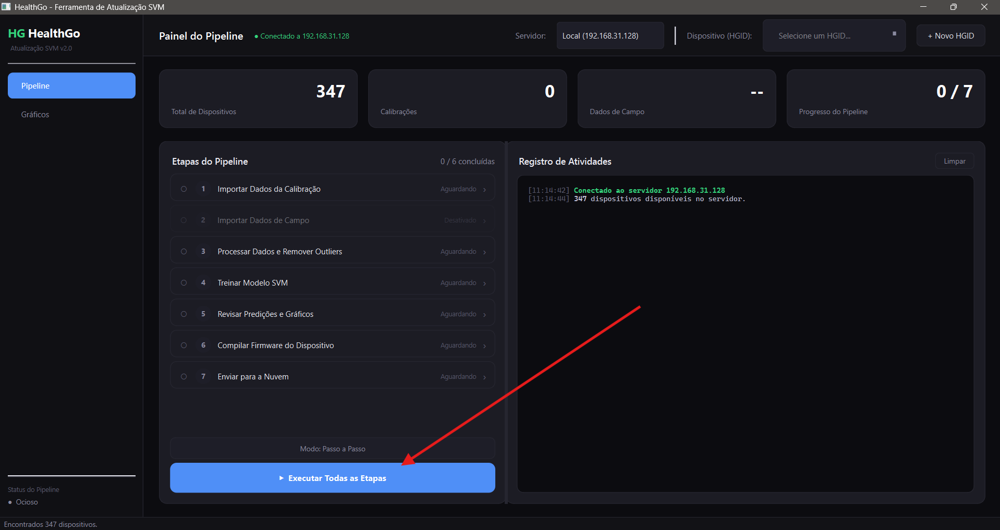 HealthGo - Ferramenta de Atualização SVM
HG HealthGo
Atualização SVM v2.0
Pipeline
Gráficos
Painel do Pipeline
● Conectado a 192.168.31.128
Servidor:
Local (192.168.31.128)
Dispositivo (HGID):
Selecione um HGID...
+ Novo HGID
347
Total de Dispositivos
0
Calibrações
--
Dados de Campo
0 / 7
Progresso do Pipeline
Etapas do Pipeline
0 / 6 concluídas
1 Importar Dados da Calibração Aguardando ›
2 Importar Dados de Campo Desativado ›
3 Processar Dados e Remover Outliers Aguardando ›
4 Treinar Modelo SVM Aguardando ›
5 Revisar Predições e Gráficos Aguardando ›
6 Compilar Firmware do Dispositivo Aguardando ›
7 Enviar para a Nuvem Aguardando ›
Modo: Passo a Passo
▶ Executar Todas as Etapas
Registro de Atividades
Limpar
[11:14:42] Conectado ao servidor 192.168.31.128
[11:14:44] 347 dispositivos disponíveis no servidor.
Status do Pipeline
● Ocioso
Encontrados 347 dispositivos.